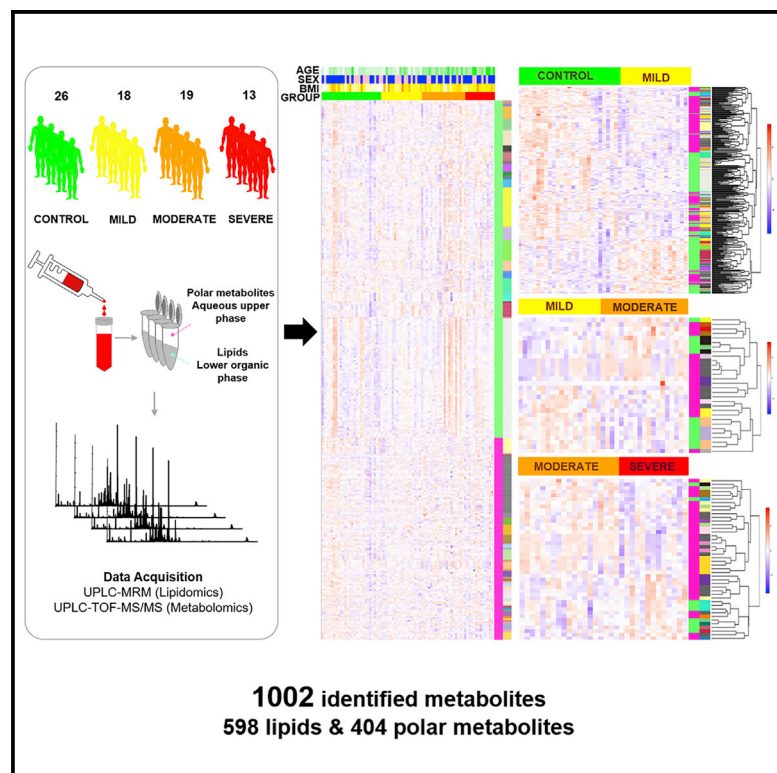 26 18 19 13
CONTROL MILD MODERATE SEVERE
Polar metabolites
Aqueous upper
phase
Lipids
Lower organic
phase
Data Acquisition
UPLC-MRM (Lipidomics)
UPLC-TOF-MS/MS (Metabolomics)
AGE
SEX
BMI
GROUP
CONTROL MILD
MILD MODERATE
MODERATE SEVERE
1002 identified metabolites
598 lipids & 404 polar metabolites